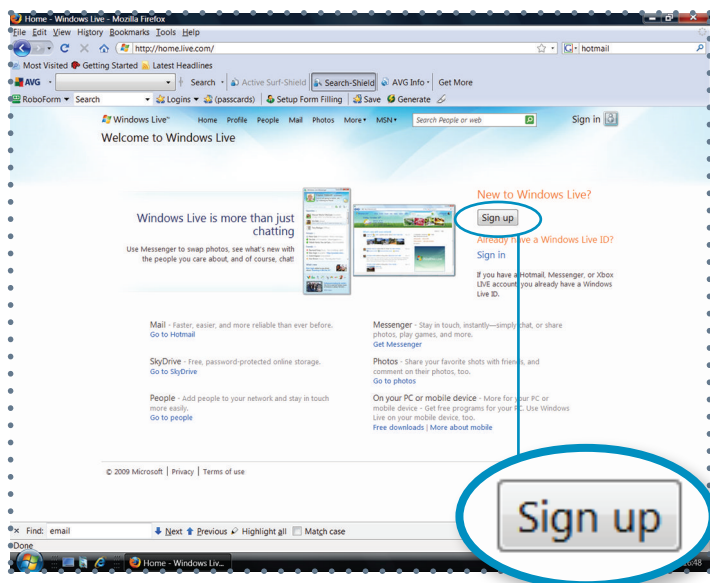 Home - Windows Live - Mozilla Firefox
File Edit View History Bookmarks Tools Help
http://home.live.com/
G hotmail
Most Visited Getting Started Latest Headlines
AVG Search Active Surf-Shield Search-Shield AVG Info Get More
RoboForm Search Logins (passcards) Setup Form Filling Save Generate
Windows Live™ Home Profile People Mail Photos More MSN Search People or web Sign in
Welcome to Windows Live
New to Windows Live?
Sign up
Windows Live is more than just
chatting
Use Messenger to swap photos, see what's new with
the people you care about, and of course, chat!
Already have a Windows Live ID?
Sign in
If you have a Hotmail, Messenger, or Xbox
LIVE account, you already have a Windows
Live ID.
Mail - Faster, easier, and more reliable than ever before.
Go to Hotmail
SkyDrive - Free, password-protected online storage.
Go to SkyDrive
People - Add people to your network and stay in touch
more easily.
Go to people
Messenger - Stay in touch, instantly—simply chat, or share
photos, play games, and more.
Get Messenger
Photos - Share your favorite shots with friends, and
comment on their photos, too.
Go to photos
On your PC or mobile device - More for your PC or
mobile device - Get free programs for your PC. Use Windows
Live on your mobile device, too.
Free downloads | More about mobile
© 2009 Microsoft | Privacy | Terms of use
Sign up
× Find: email Next Previous Highlight all Match case
Done
Home - Windows Liv...